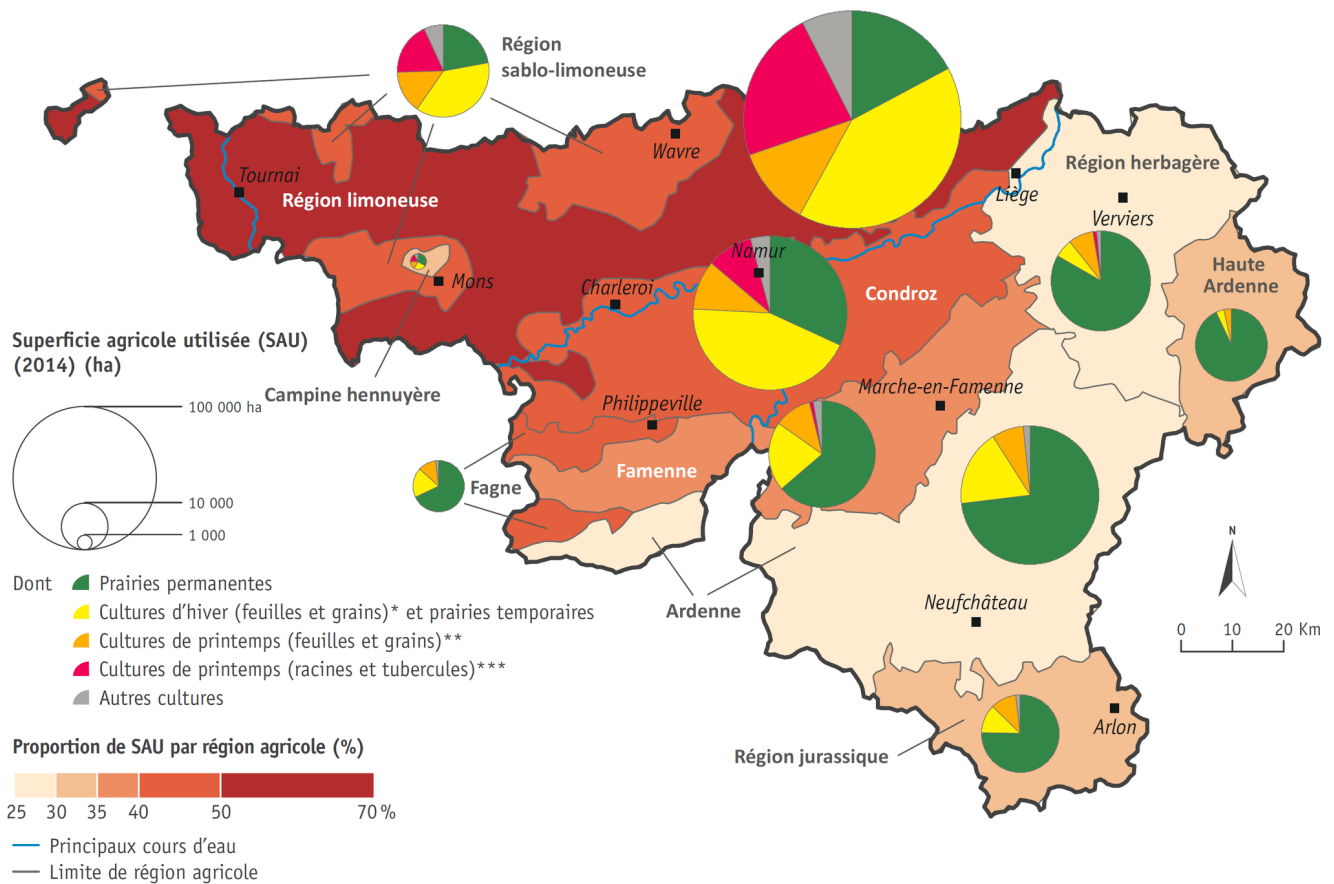 Région
sablo-limoneuse
Wavre
Tournai
Région limoneuse
Liège
Région herbagère
Verviers
Namur
Mons
Charleroi
Condroz
Haute
Ardenne
Superficie agricole utilisée (SAU)
(2014) (ha)
Campine hennuyère
100 000 ha
10 000
1 000
Marche-en-Famenne
Philippeville
Famenne
Fagne
Dont
Prairies permanentes
Cultures d'hiver (feuilles et grains)* et prairies temporaires
Cultures de printemps (feuilles et grains)**
Cultures de printemps (racines et tubercules)***
Autres cultures
Ardenne
Neufchâteau
N
0 10 20 Km
Arlon
Région jurassique
Proportion de SAU par région agricole (%)
25 30 35 40 50 70 %
Principaux cours d'eau
Limite de région agricole